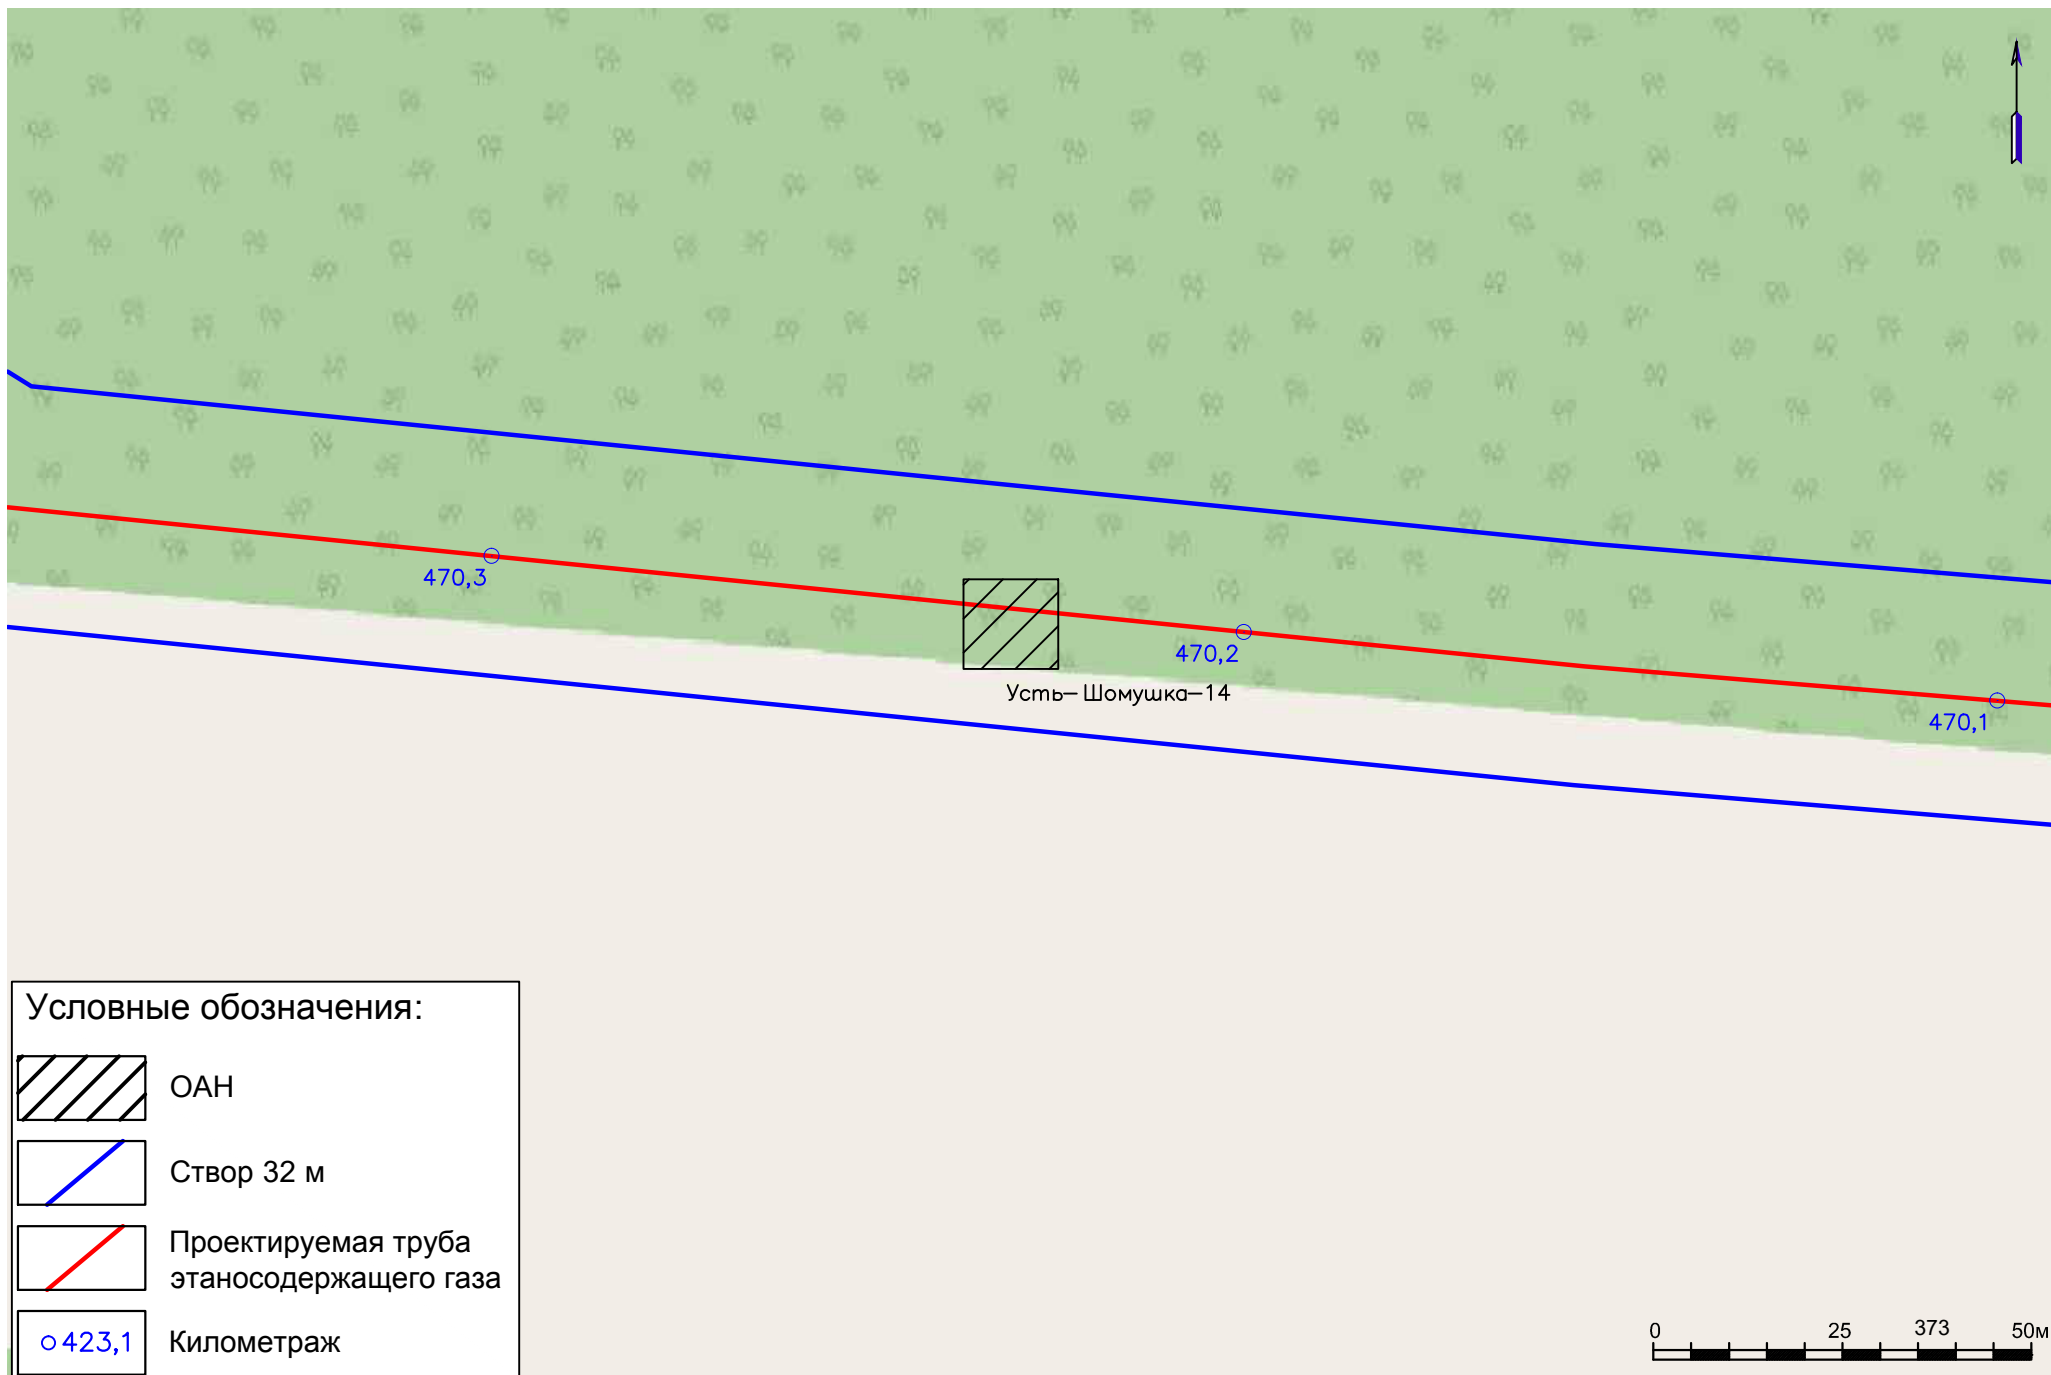 470,3
470,2
Усть-Шомушка-14
470,1
Условные обозначения:
ОАН
Створ 32 м
Проектируемая труба
этаносодержащего газа
423,1 Километраж
0 25 373 50м